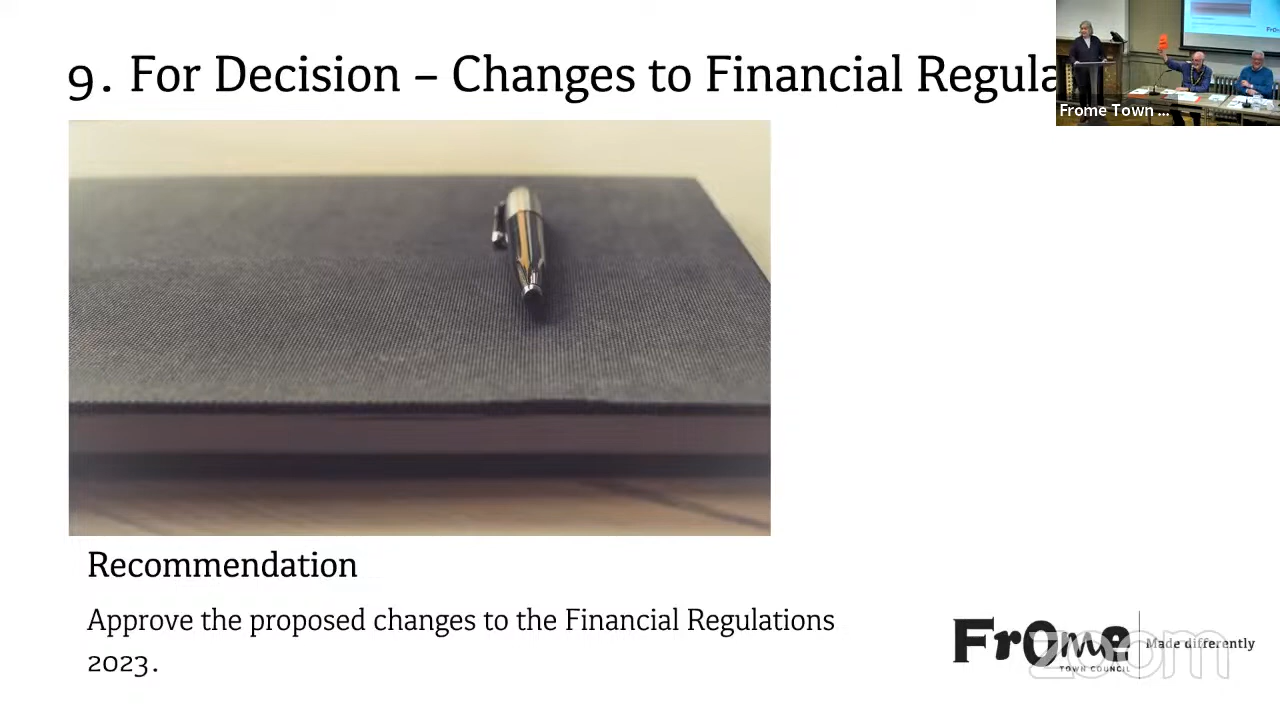 9. For Decision – Changes to Financial Regula
Frome Town ...
Recommendation
Approve the proposed changes to the Financial Regulations
2023.
Frome
TOWN COUNCIL
Made differently
zoom